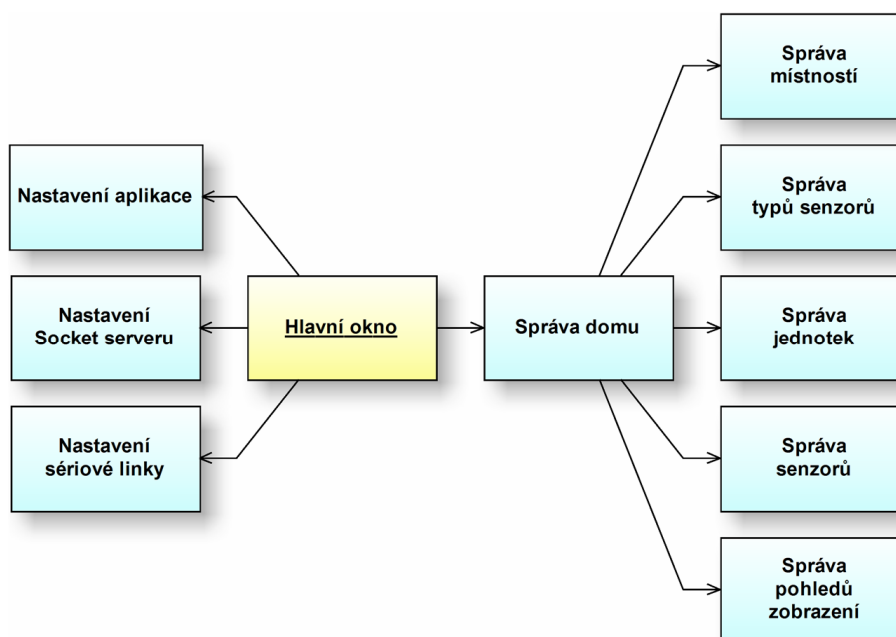 Správa
místností
Nastavení aplikace
Správa
typů senzorů
Nastavení
Socket serveru
Hlavní okno
Správa domu
Správa
jednotek
Nastavení
sériové linky
Správa
senzorů
Správa
pohledů
zobrazení